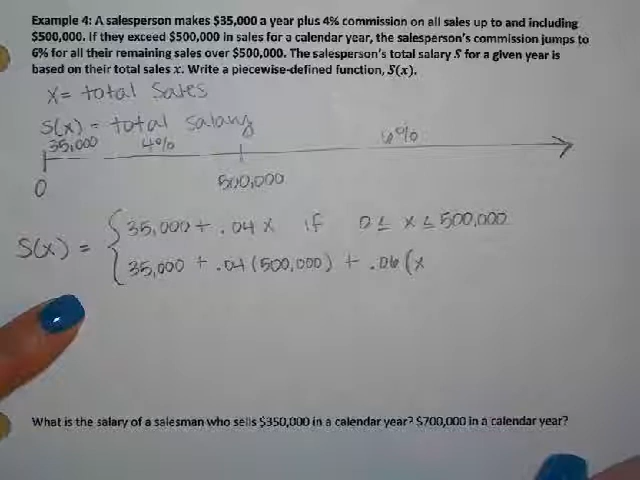 Example 4: A salesperson makes $35,000 a year plus 4% commission on all sales up to and including
$500,000. If they exceed $500,000 in sales for a calendar year, the salesperson's commission jumps to
6% for all their remaining sales over $500,000. The salesperson's total salary S for a given year is
based on their total sales x. Write a piecewise-defined function, S(x).
x = total sales
S(x) = total salary
35,000 4% 6%
0 500,000
S(x) = { 35,000 + .04x if 0 ≤ x ≤ 500,000
35,000 + .04(500,000) + .06(x
What is the salary of a salesman who sells $350,000 in a calendar year? $700,000 in a calendar year?